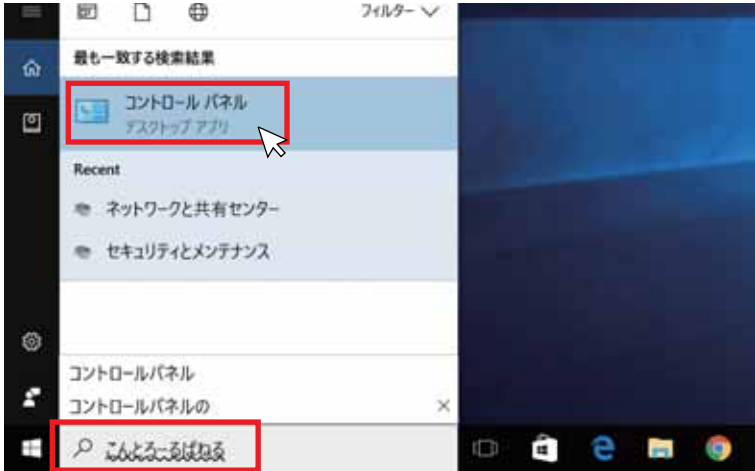 フィルター
最も一致する検索結果
コントロール パネル
デスクトップ アプリ
Recent
ネットワークと共有センター
セキュリティとメンテナンス
コントロールパネル
コントロールパネルの
こんとろーるぱねる